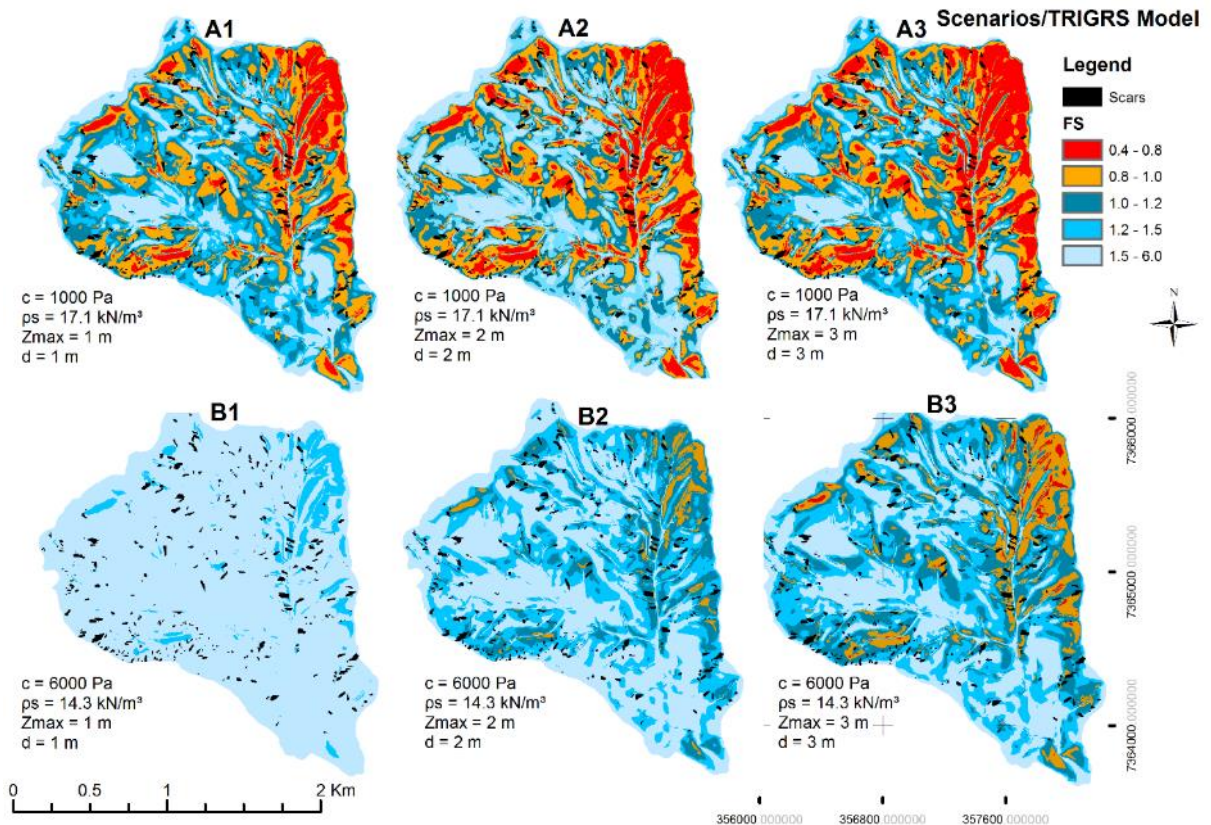 Scenarios/TRIGRS Model
A1
A2
A3
Legend
Scars
FS
0.4 - 0.8
0.8 - 1.0
1.0 - 1.2
1.2 - 1.5
1.5 - 6.0
N
c = 1000 Pa
ρs = 17.1 kN/m³
Zmax = 1 m
d = 1 m
c = 1000 Pa
ρs = 17.1 kN/m³
Zmax = 2 m
d = 2 m
c = 1000 Pa
ρs = 17.1 kN/m³
Zmax = 3 m
d = 3 m
B1
B2
B3
7366000.000000
7365000.000000
7364000.000000
c = 6000 Pa
ρs = 14.3 kN/m³
Zmax = 1 m
d = 1 m
c = 6000 Pa
ρs = 14.3 kN/m³
Zmax = 2 m
d = 2 m
c = 6000 Pa
ρs = 14.3 kN/m³
Zmax = 3 m
d = 3 m
0 0.5 1 2 Km
356000.000000 356800.000000 357600.000000